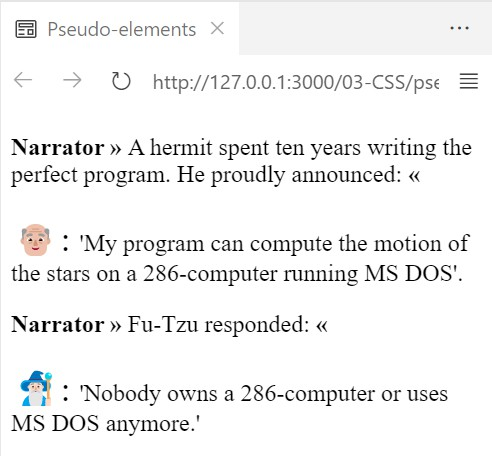 Pseudo-elements
http://127.0.0.1:3000/03-CSS/pse
Narrator » A hermit spent ten years writing the
perfect program. He proudly announced: «
: 'My program can compute the motion of
the stars on a 286-computer running MS DOS'.
Narrator » Fu-Tzu responded: «
: 'Nobody owns a 286-computer or uses
MS DOS anymore.'